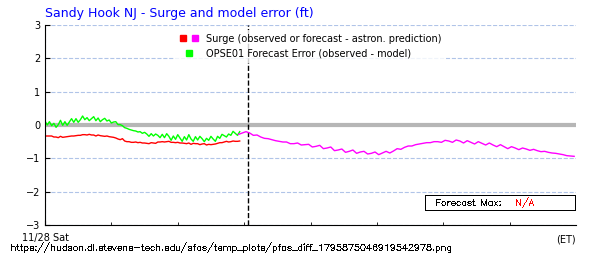 Sandy Hook NJ - Surge and model error (ft)
Surge (observed or forecast - astron. prediction)
OPSE01 Forecast Error (observed - model)
3
2
1
0
−1
−2
−3
Forecast Max: N/A
11/28 Sat
(ET)
https://hudson.dl.stevens-tech.edu/sfas/temp_plots/pfas_diff_1795875046919542978.png